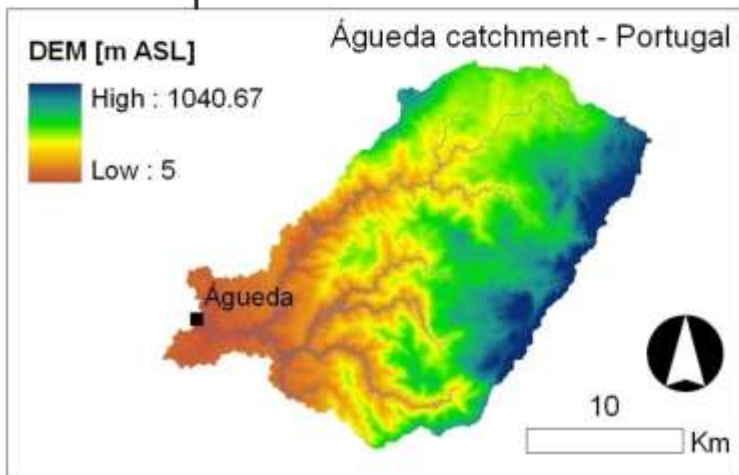 Águeda catchment - Portugal
DEM [m ASL]
High : 1040.67
Low : 5
Águeda
10
Km